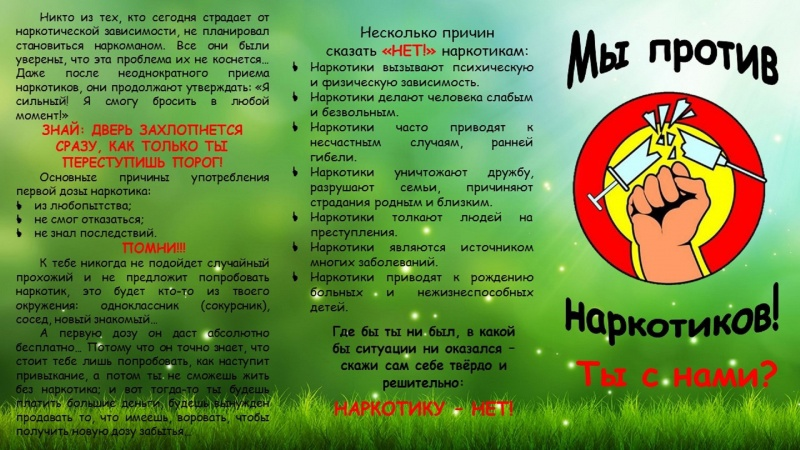 Никто из тех, кто сегодня страдает от
наркотической зависимости, не планировал
становиться наркоманом. Все они были
уверены, что эта проблема их не коснется…
Даже после неоднократного приема
наркотиков, они продолжают утверждать: «Я
сильный! Я смогу бросить в любой
момент!»
ЗНАЙ: ДВЕРЬ ЗАХЛОПНЕТСЯ
СРАЗУ, КАК ТОЛЬКО ТЫ
ПЕРЕСТУПИШЬ ПОРОГ!
Основные причины употребления
первой дозы наркотика:
из любопытства;
не смог отказаться;
не знал последствий.
ПОМНИ!!!
К тебе никогда не подойдет случайный
прохожий и не предложит попробовать
наркотик, это будет кто-то из твоего
окружения: одноклассник (сокурсник),
сосед, новый знакомый…
А первую дозу он даст абсолютно
бесплатно… Потому что он точно знает, что
стоит тебе лишь попробовать, как наступит
привыкание, а потом ты не сможешь жить
без наркотика; и вот тогда-то ты будешь
платить большие деньги, будешь вынужден
продавать то, что имеешь, воровать, чтобы
получить новую дозу забытья…
Несколько причин
сказать «НЕТ!» наркотикам:
Наркотики вызывают психическую
и физическую зависимость.
Наркотики делают человека слабым
и безвольным.
Наркотики часто приводят к
несчастным случаям, ранней
гибели.
Наркотики уничтожают дружбу,
разрушают семьи, причиняют
страдания родным и близким.
Наркотики толкают людей на
преступления.
Наркотики являются источником
многих заболеваний.
Наркотики приводят к рождению
больных и нежизнеспособных
детей.
Где бы ты ни был, в какой
бы ситуации ни оказался –
скажи сам себе твёрдо и
решительно:
НАРКОТИКУ – НЕТ!
Мы против
наркотиков!
Ты с нами?